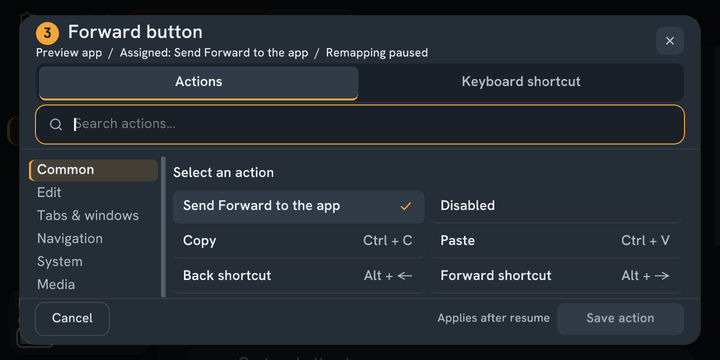 3 Forward button
Preview app / Assigned: Send Forward to the app / Remapping paused
Actions
Keyboard shortcut
Search actions...
Common
Edit
Tabs & windows
Navigation
System
Media
Select an action
Send Forward to the app
Disabled
Copy Ctrl + C
Paste Ctrl + V
Back shortcut Alt + ←
Forward shortcut Alt + →
Cancel
Applies after resume
Save action